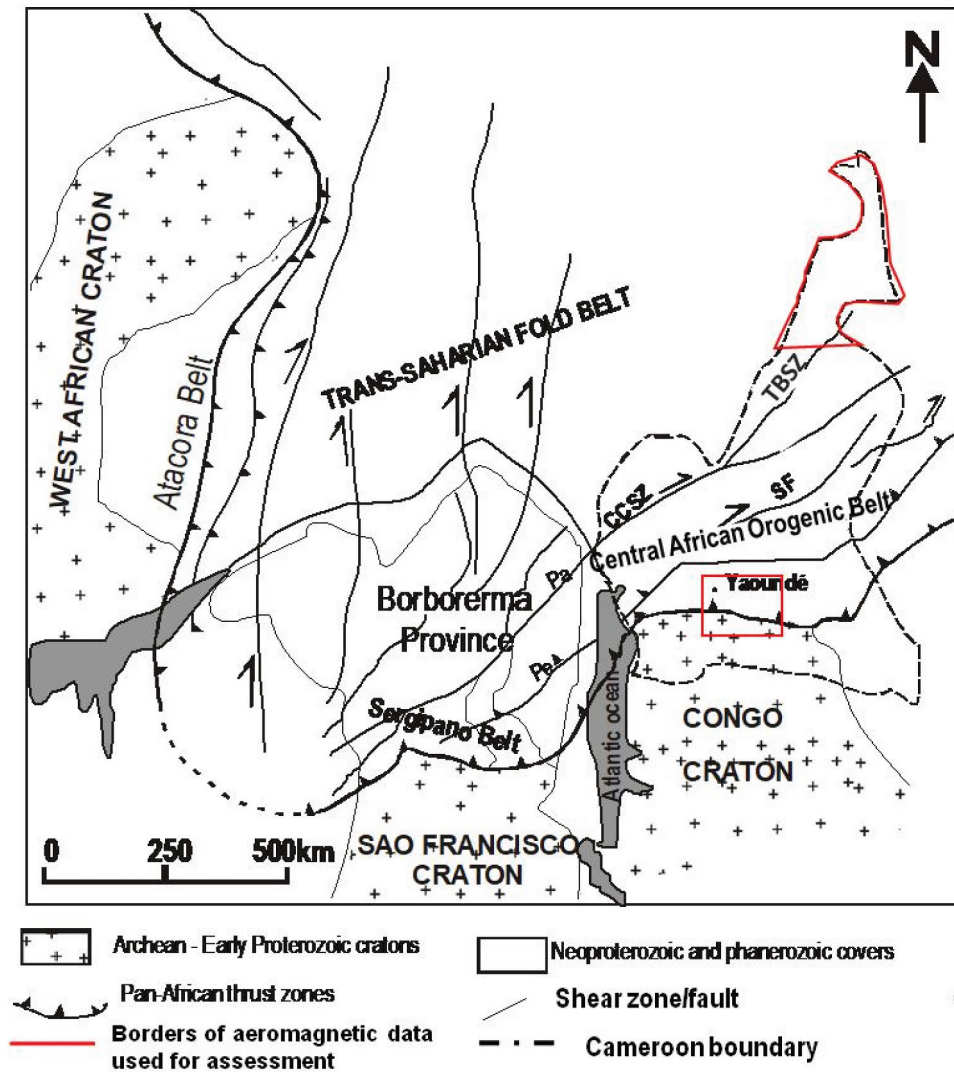 N
WEST AFRICAN CRATON
Atacora Belt
TRANS-SAHARIAN FOLD BELT
TBSZ
CCSZ
SF
Central African Orogenic Belt
Pa
Yaoundé
Borborerma
Province
Pe
Sergipano Belt
Atlantic ocean
CONGO
CRATON
0 250 500km
SAO FRANCISCO
CRATON
Archean - Early Proterozoic cratons
Neoproterozoic and phanerozoic covers
Pan-African thrust zones
Shear zone/fault
Borders of aeromagnetic data
used for assessment
Cameroon boundary